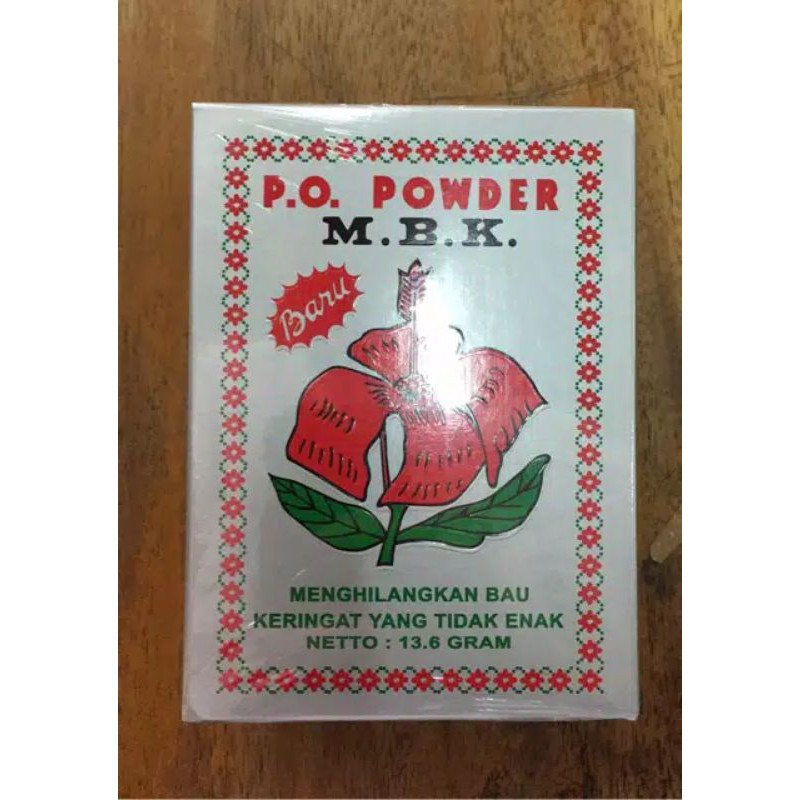 P.O. POWDER
M.B.K.
Baru
MENGHILANGKAN BAU
KERINGAT YANG TIDAK ENAK
NETTO : 13.6 GRAM